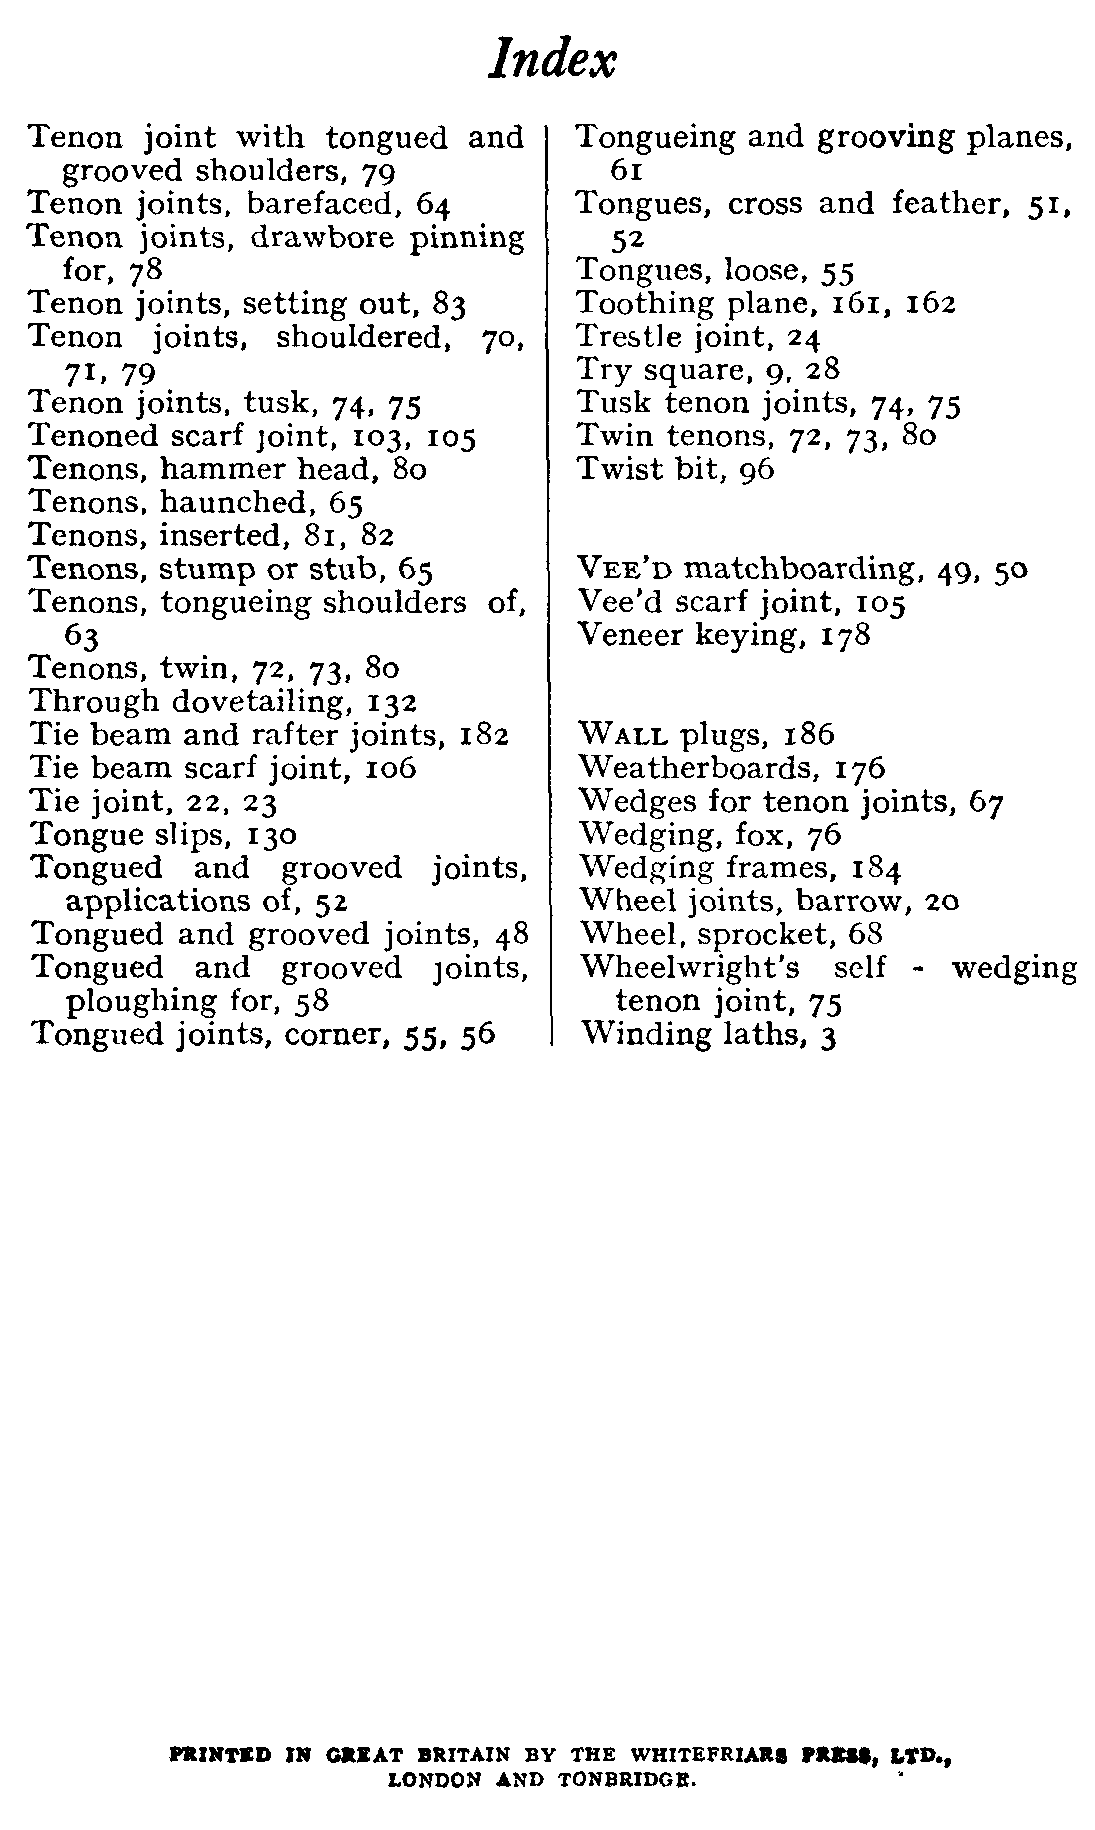 Index
Tenon joint with tongued and
grooved shoulders, 79
Tenon joints, barefaced, 64
Tenon joints, drawbore pinning
for, 78
Tenon joints, setting out, 83
Tenon joints, shouldered, 70,
71, 79
Tenon joints, tusk, 74, 75
Tenoned scarf joint, 103, 105
Tenons, hammer head, 80
Tenons, haunched, 65
Tenons, inserted, 81, 82
Tenons, stump or stub, 65
Tenons, tongueing shoulders of,
63
Tenons, twin, 72, 73, 80
Through dovetailing, 132
Tie beam and rafter joints, 182
Tie beam scarf joint, 106
Tie joint, 22, 23
Tongue slips, 130
Tongued and grooved joints,
applications of, 52
Tongued and grooved joints, 48
Tongued and grooved joints,
ploughing for, 58
Tongued joints, corner, 55, 56
Tongueing and grooving planes,
61
Tongues, cross and feather, 51,
52
Tongues, loose, 55
Toothing plane, 161, 162
Trestle joint, 24
Try square, 9, 28
Tusk tenon joints, 74, 75
Twin tenons, 72, 73, 80
Twist bit, 96
VEE'D matchboarding, 49, 50
Vee'd scarf joint, 105
Veneer keying, 178
WALL plugs, 186
Weatherboards, 176
Wedges for tenon joints, 67
Wedging, fox, 76
Wedging frames, 184
Wheel joints, barrow, 20
Wheel, sprocket, 68
Wheelwright's self - wedging
tenon joint, 75
Winding laths, 3
PRINTED IN GREAT BRITAIN BY THE WHITEFRIARS PRESS, LTD.,
LONDON AND TONBRIDGE.